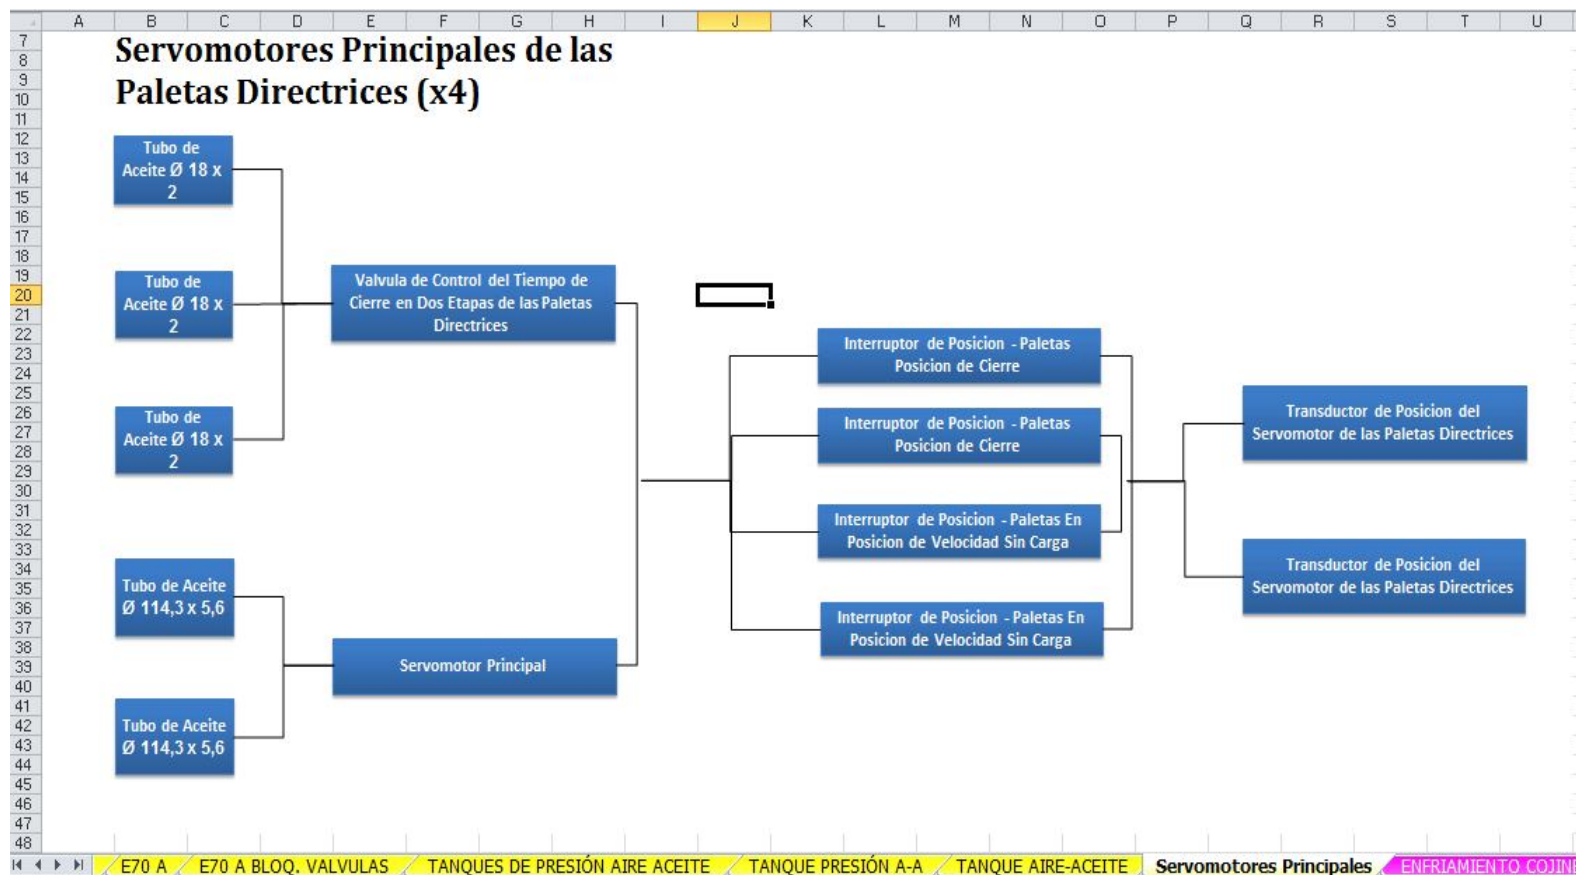 A B C D E F G H I J K L M N O P Q R S T U
7
8
9
10
11
12
13
14
15
16
17
18
19
20
21
22
23
24
25
26
27
28
29
30
31
32
33
34
35
36
37
38
39
40
41
42
43
44
45
46
47
48
Servomotores Principales de las
Paletas Directrices (x4)
Tubo de
Aceite Ø 18 x
2
Tubo de
Aceite Ø 18 x
2
Tubo de
Aceite Ø 18 x
2
Tubo de Aceite
Ø 114,3 x 5,6
Tubo de Aceite
Ø 114,3 x 5,6
Valvula de Control del Tiempo de
Cierre en Dos Etapas de las Paletas
Directrices
Servomotor Principal
Interruptor de Posicion - Paletas
Posicion de Cierre
Interruptor de Posicion - Paletas
Posicion de Cierre
Interruptor de Posicion - Paletas En
Posicion de Velocidad Sin Carga
Interruptor de Posicion - Paletas En
Posicion de Velocidad Sin Carga
Transductor de Posicion del
Servomotor de las Paletas Directrices
Transductor de Posicion del
Servomotor de las Paletas Directrices
E70 A E70 A BLOQ. VALVULAS TANQUES DE PRESIÓN AIRE ACEITE TANQUE PRESIÓN A-A TANQUE AIRE-ACEITE Servomotores Principales ENFRIAMIENTO COJINE